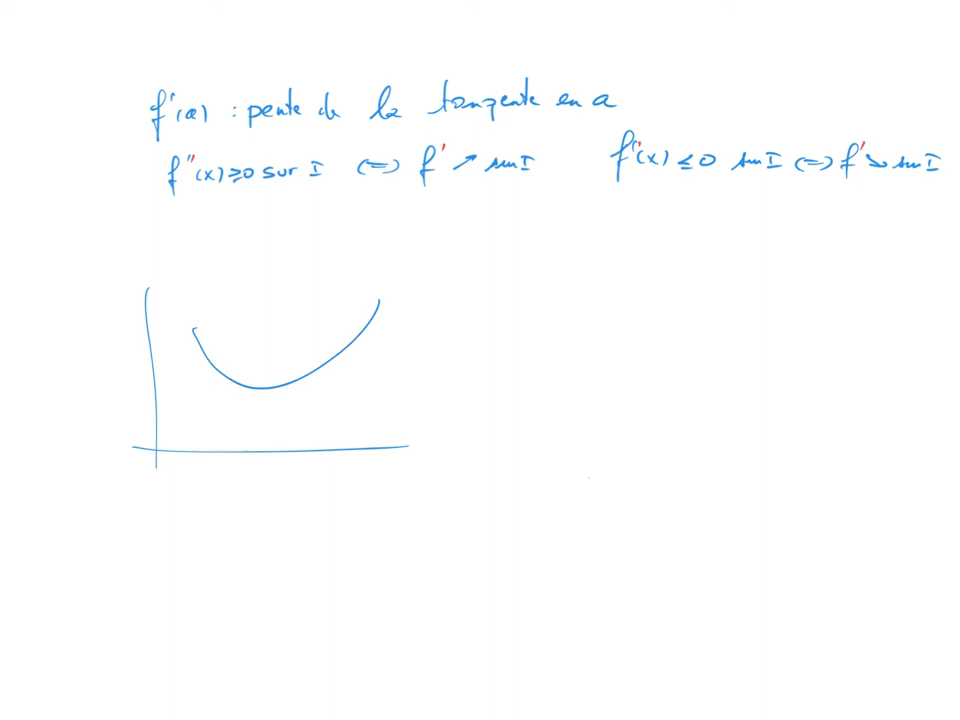 f'(a) : pente de la tangente en a
f''(x) ≥ 0 sur I ⟺ f' ↗ sur I f''(x) ≤ 0 sur I ⟺ f' ↘ sur I